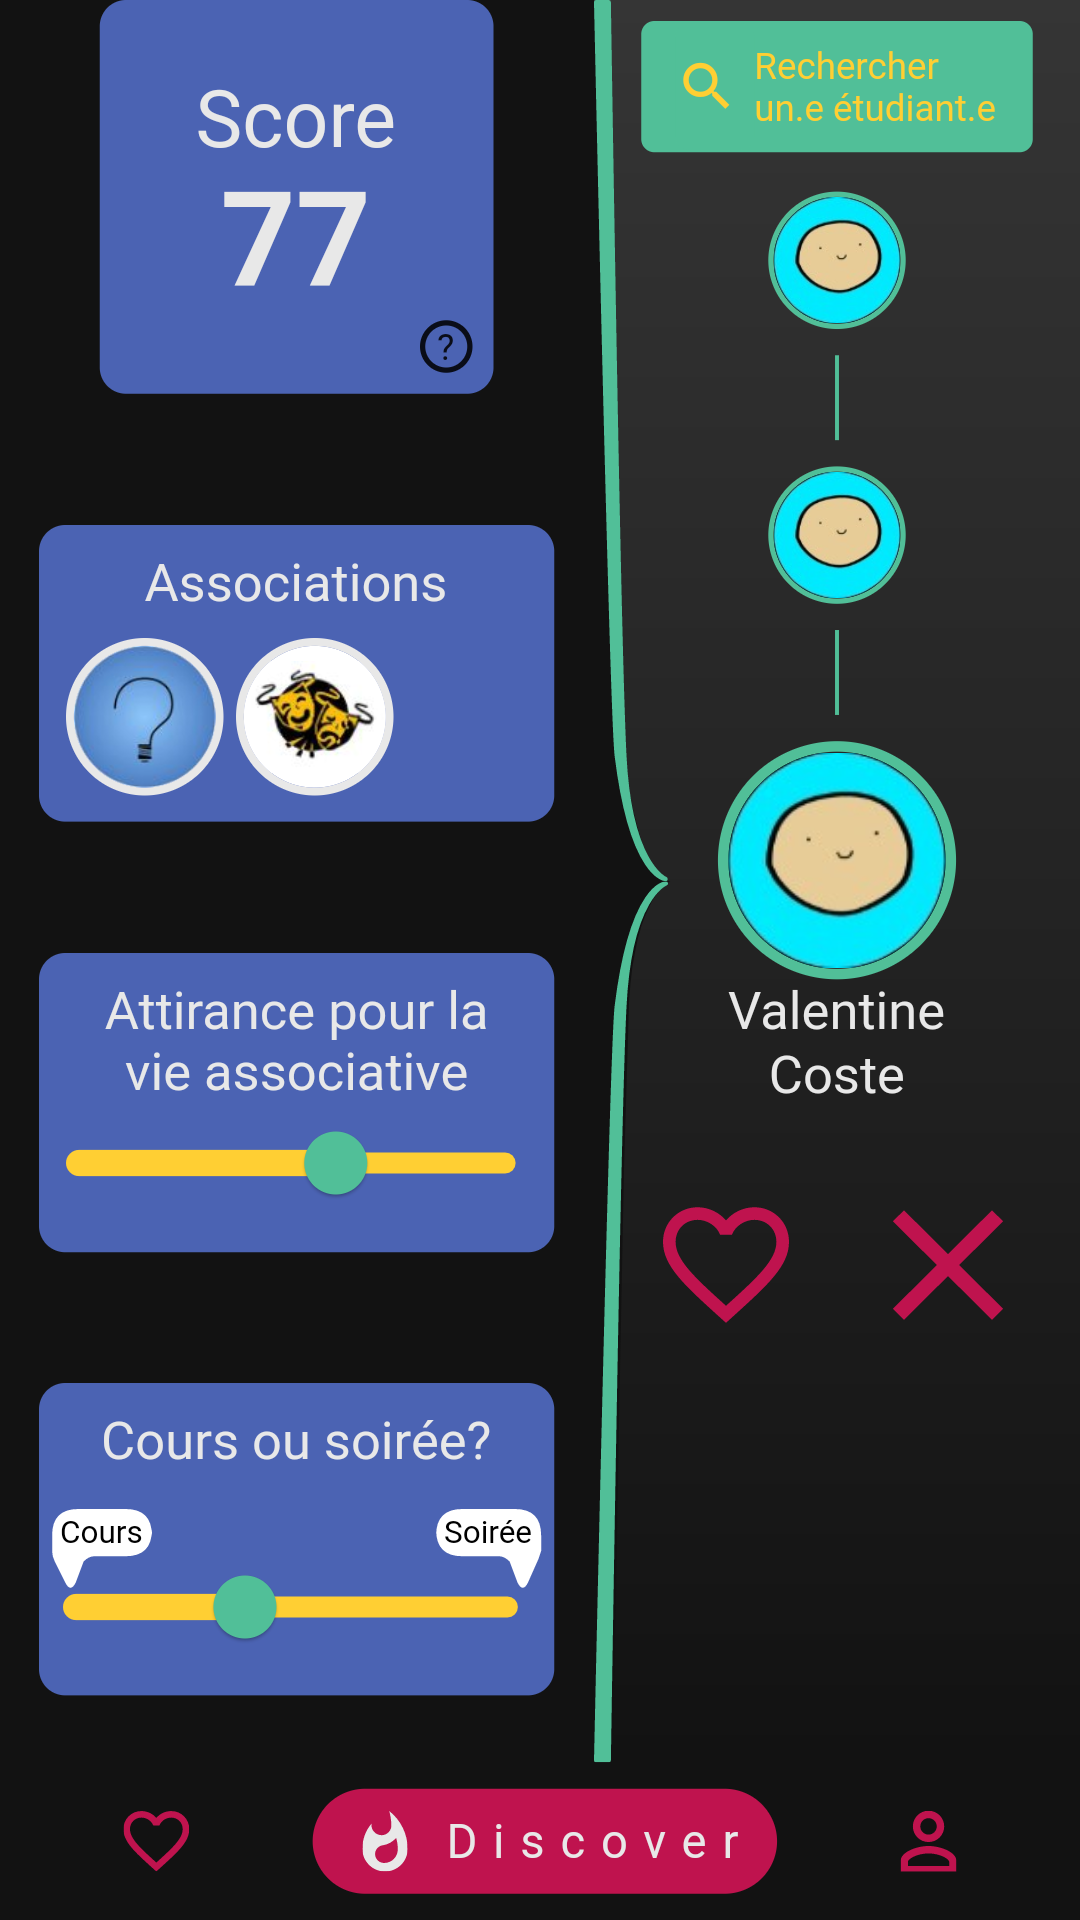 Score
77
?
Associations
Attirance pour la
vie associative
Cours ou soirée?
Cours
Soirée
Rechercher
un.e étudiant.e
Valentine
Coste
Discover